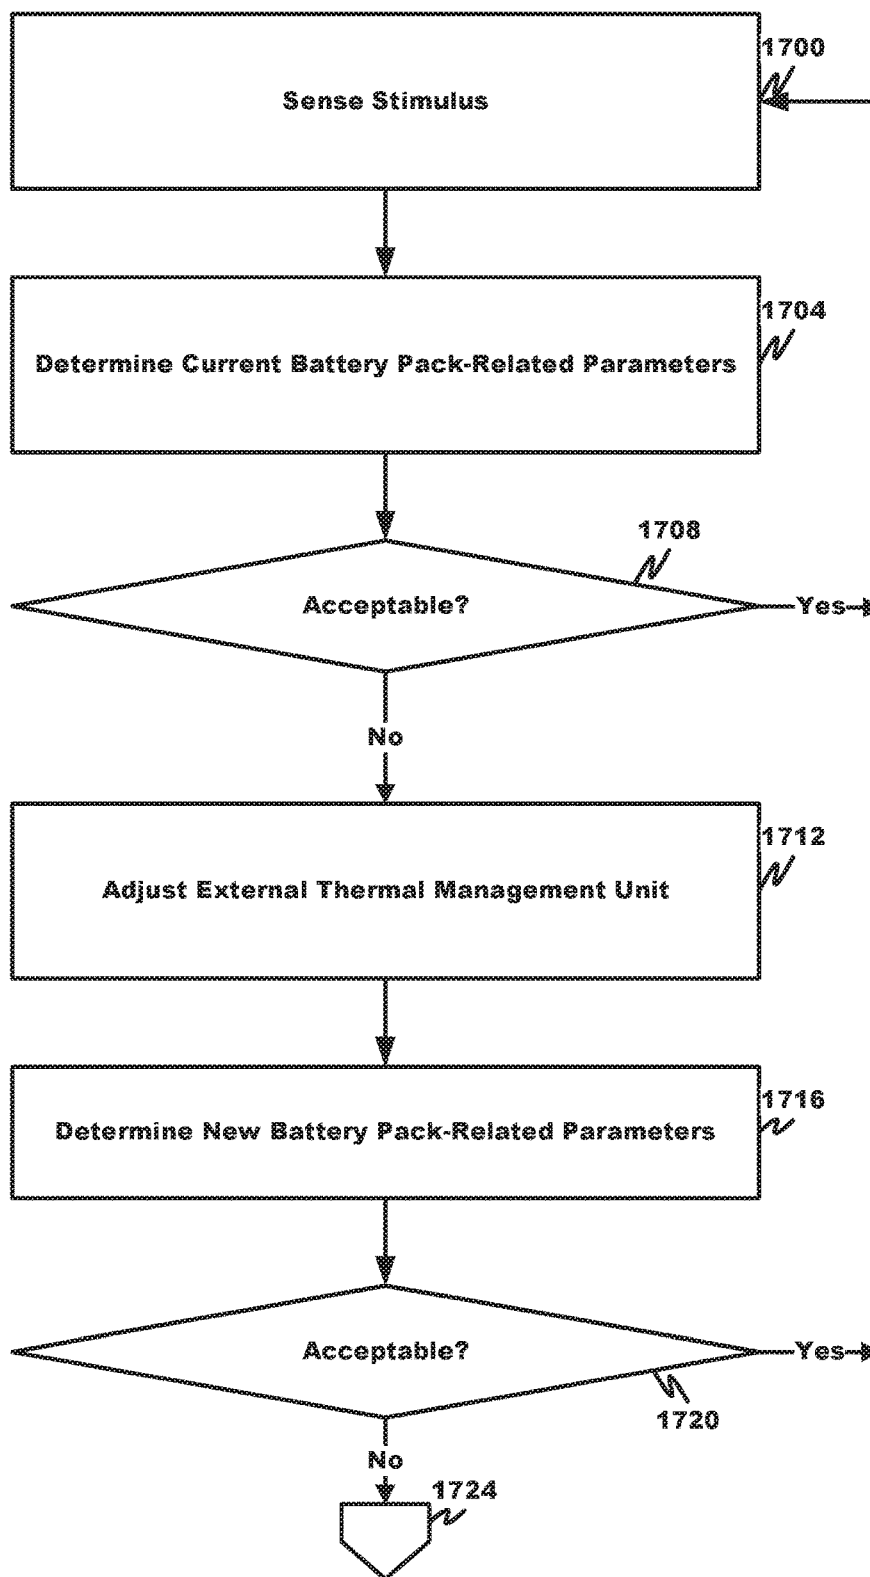 1700
Sense Stimulus
1704
Determine Current Battery Pack-Related Parameters
1708
Acceptable?
Yes
No
1712
Adjust External Thermal Management Unit
1716
Determine New Battery Pack-Related Parameters
Acceptable?
Yes
1720
No
1724